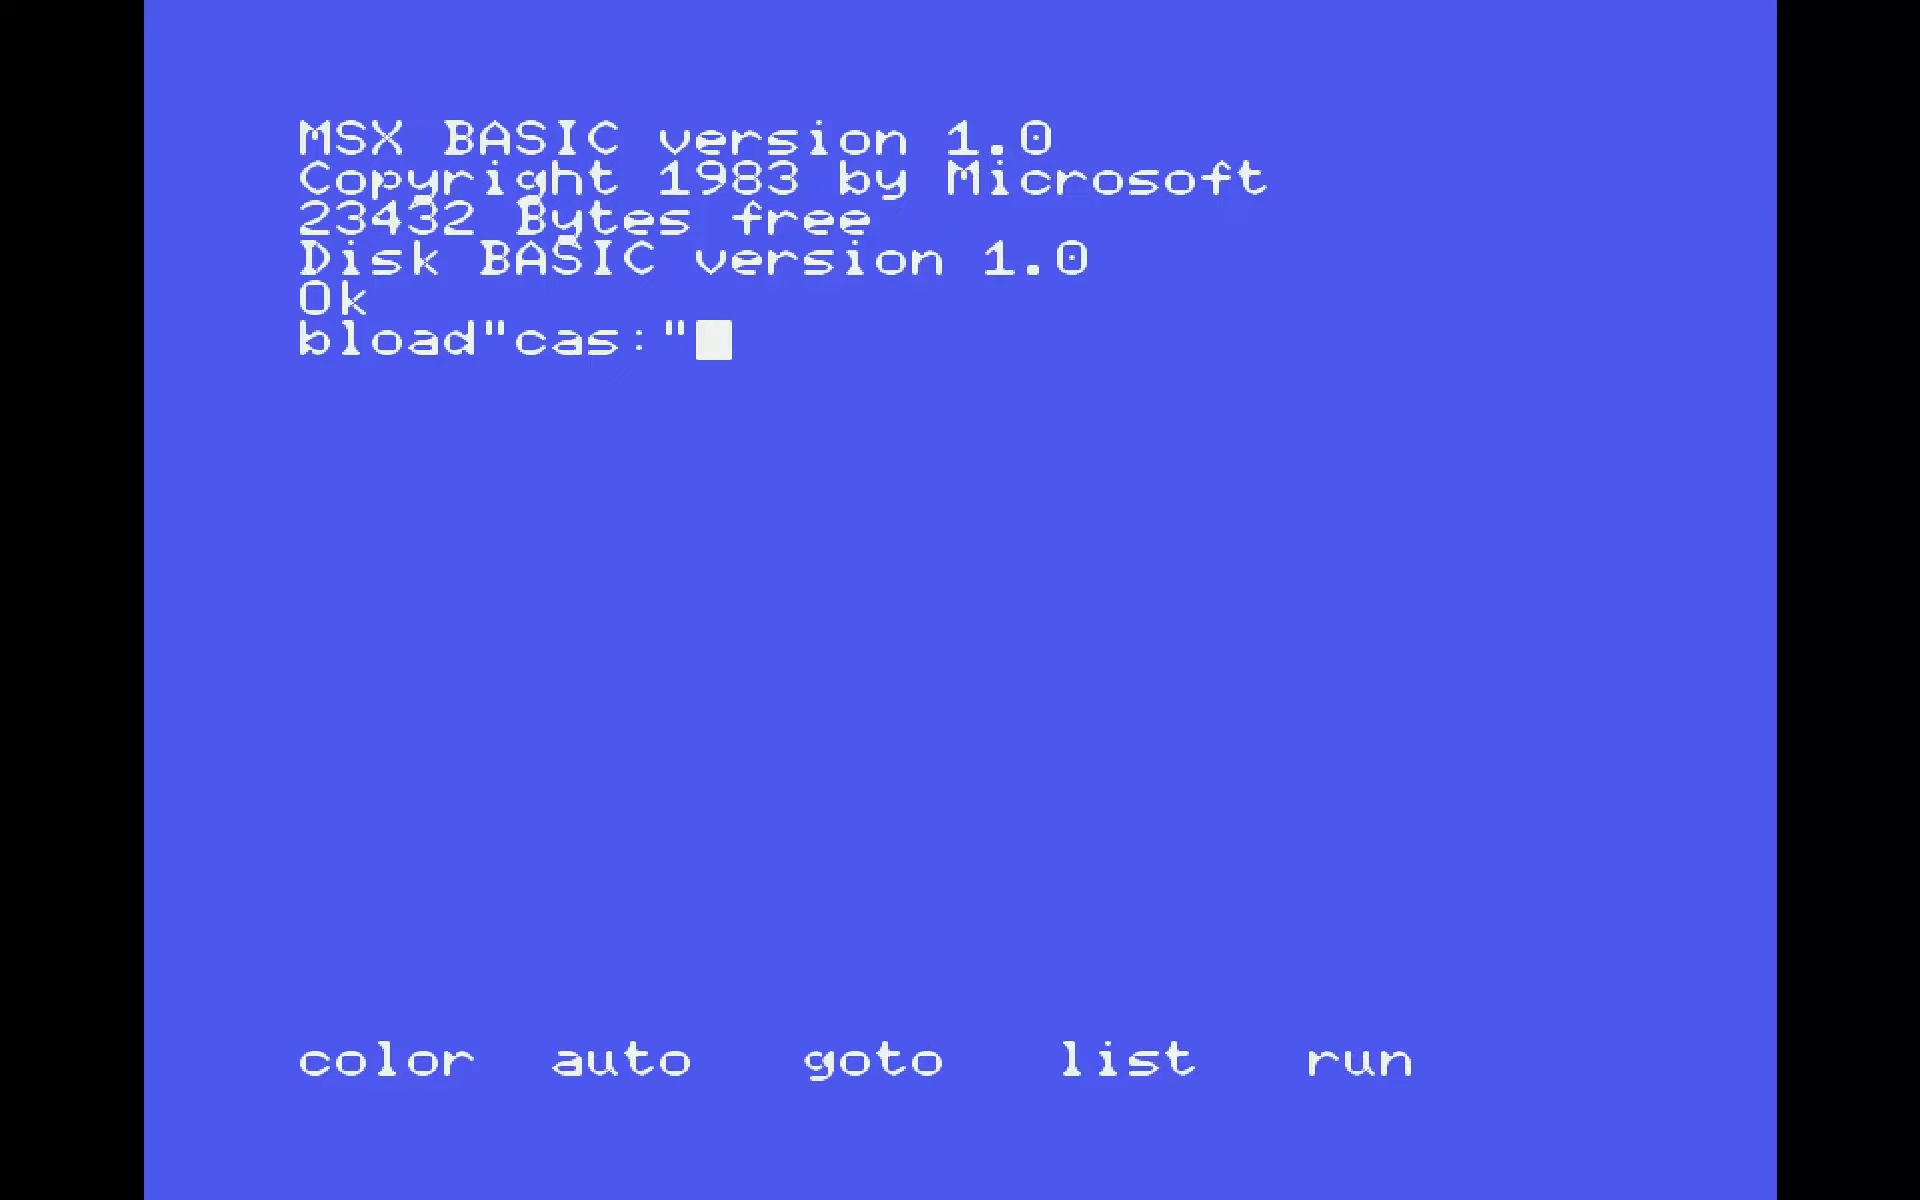 MSX BASIC version 1.0
Copyright 1983 by Microsoft
23432 Bytes free
Disk BASIC version 1.0
Ok
bload"cas:"
color auto goto list run